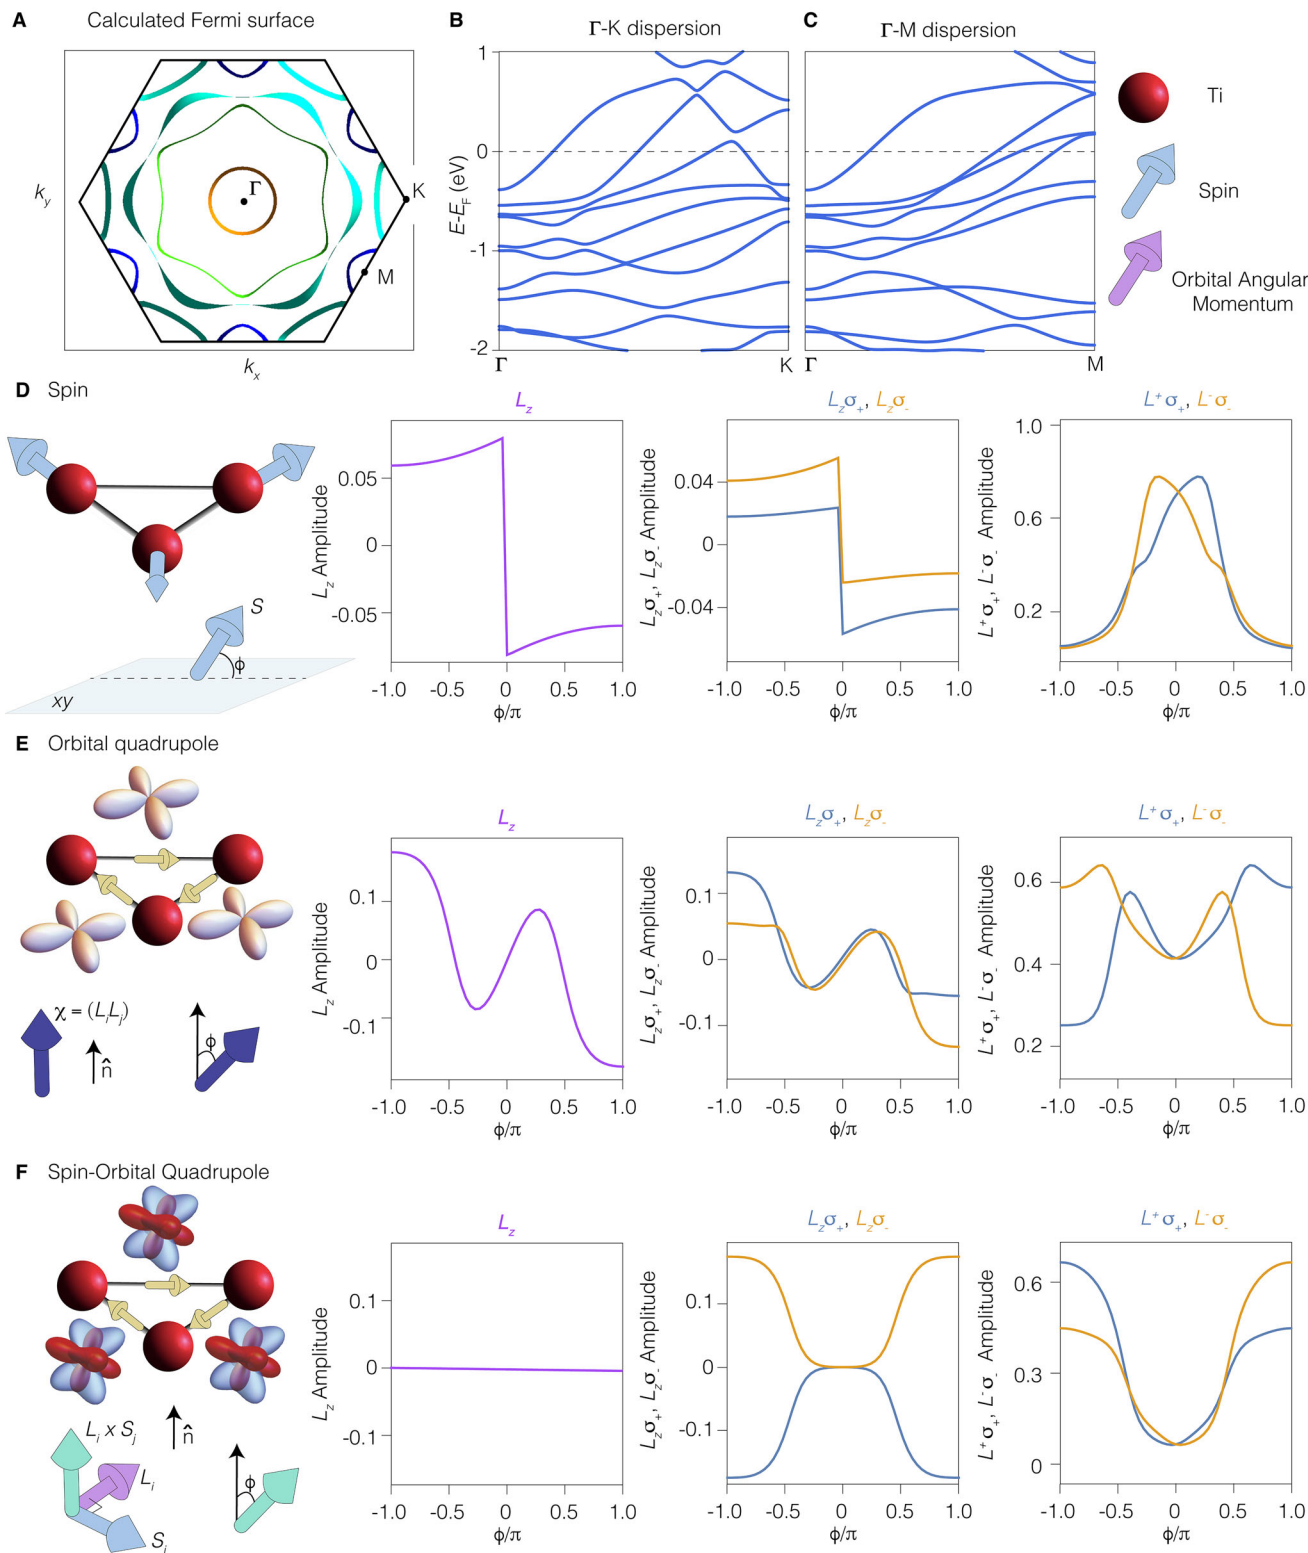 A Calculated Fermi surface
B Γ-K dispersion
C Γ-M dispersion
k_y
k_x
Γ
K
M
E-E_F (eV)
1
0
-1
-2
Γ
K
Γ
M
Ti
Spin
Orbital Angular
Momentum
D Spin
S
ϕ
xy
L_z
L_z Amplitude
0.05
0
-0.05
-1.0 -0.5 0 0.5 1.0
ϕ/π
L_zσ_+, L_zσ_-
L_zσ_+, L_zσ_- Amplitude
0.04
0
-0.04
-1.0 -0.5 0 0.5 1.0
ϕ/π
L⁺σ_+, L⁻σ_-
L⁺σ_+, L⁻σ_- Amplitude
1.0
0.6
0.2
-1.0 -0.5 0 0.5 1.0
ϕ/π
E Orbital quadrupole
χ = (L_iL_j)
n̂
ϕ
L_z
L_z Amplitude
0.1
0
-0.1
-1.0 -0.5 0 0.5 1.0
ϕ/π
L_zσ_+, L_zσ_-
L_zσ_+, L_zσ_- Amplitude
0.1
0
-0.1
-1.0 -0.5 0 0.5 1.0
ϕ/π
L⁺σ_+, L⁻σ_-
L⁺σ_+, L⁻σ_- Amplitude
0.6
0.4
0.2
-1.0 -0.5 0 0.5 1.0
ϕ/π
F Spin-Orbital Quadrupole
L_i x S_j
n̂
L_i
S_i
ϕ
L_z
L_z Amplitude
0.1
0
-0.1
-1.0 -0.5 0 0.5 1.0
ϕ/π
L_zσ_+, L_zσ_-
L_zσ_+, L_zσ_- Amplitude
0.1
0
-0.1
-1.0 -0.5 0 0.5 1.0
ϕ/π
L⁺σ_+, L⁻σ_-
L⁺σ_+, L⁻σ_- Amplitude
0.6
0.3
0
-1.0 -0.5 0 0.5 1.0
ϕ/π